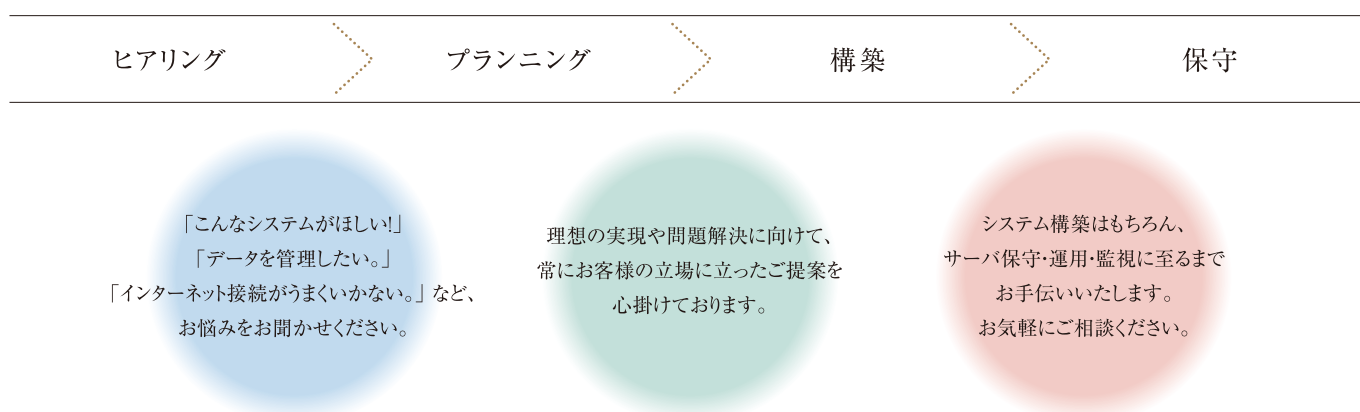 ヒアリング
プランニング
構築
保守
「こんなシステムがほしい!」
「データを管理したい。」
「インターネット接続がうまくいかない。」など、
お悩みをお聞かせください。
理想の実現や問題解決に向けて、
常にお客様の立場に立ったご提案を
心掛けております。
システム構築はもちろん、
サーバ保守・運用・監視に至るまで
お手伝いいたします。
お気軽にご相談ください。